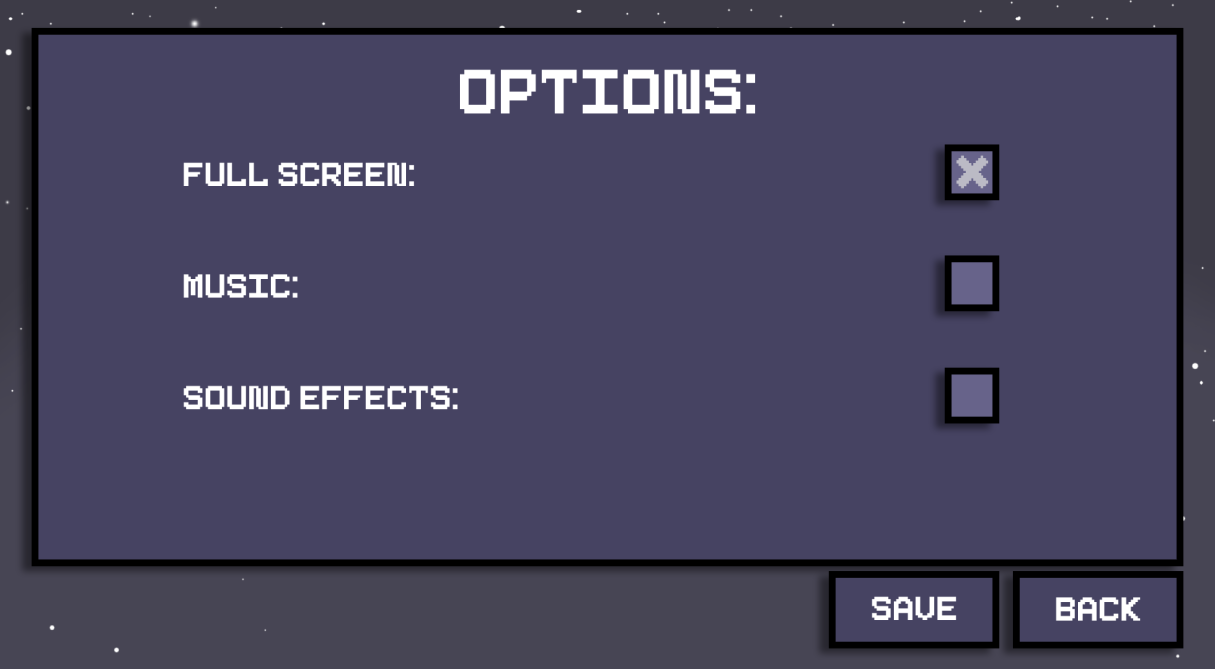 OPTIONS:
FULL SCREEN:
MUSIC:
SOUND EFFECTS:
SAVE
BACK